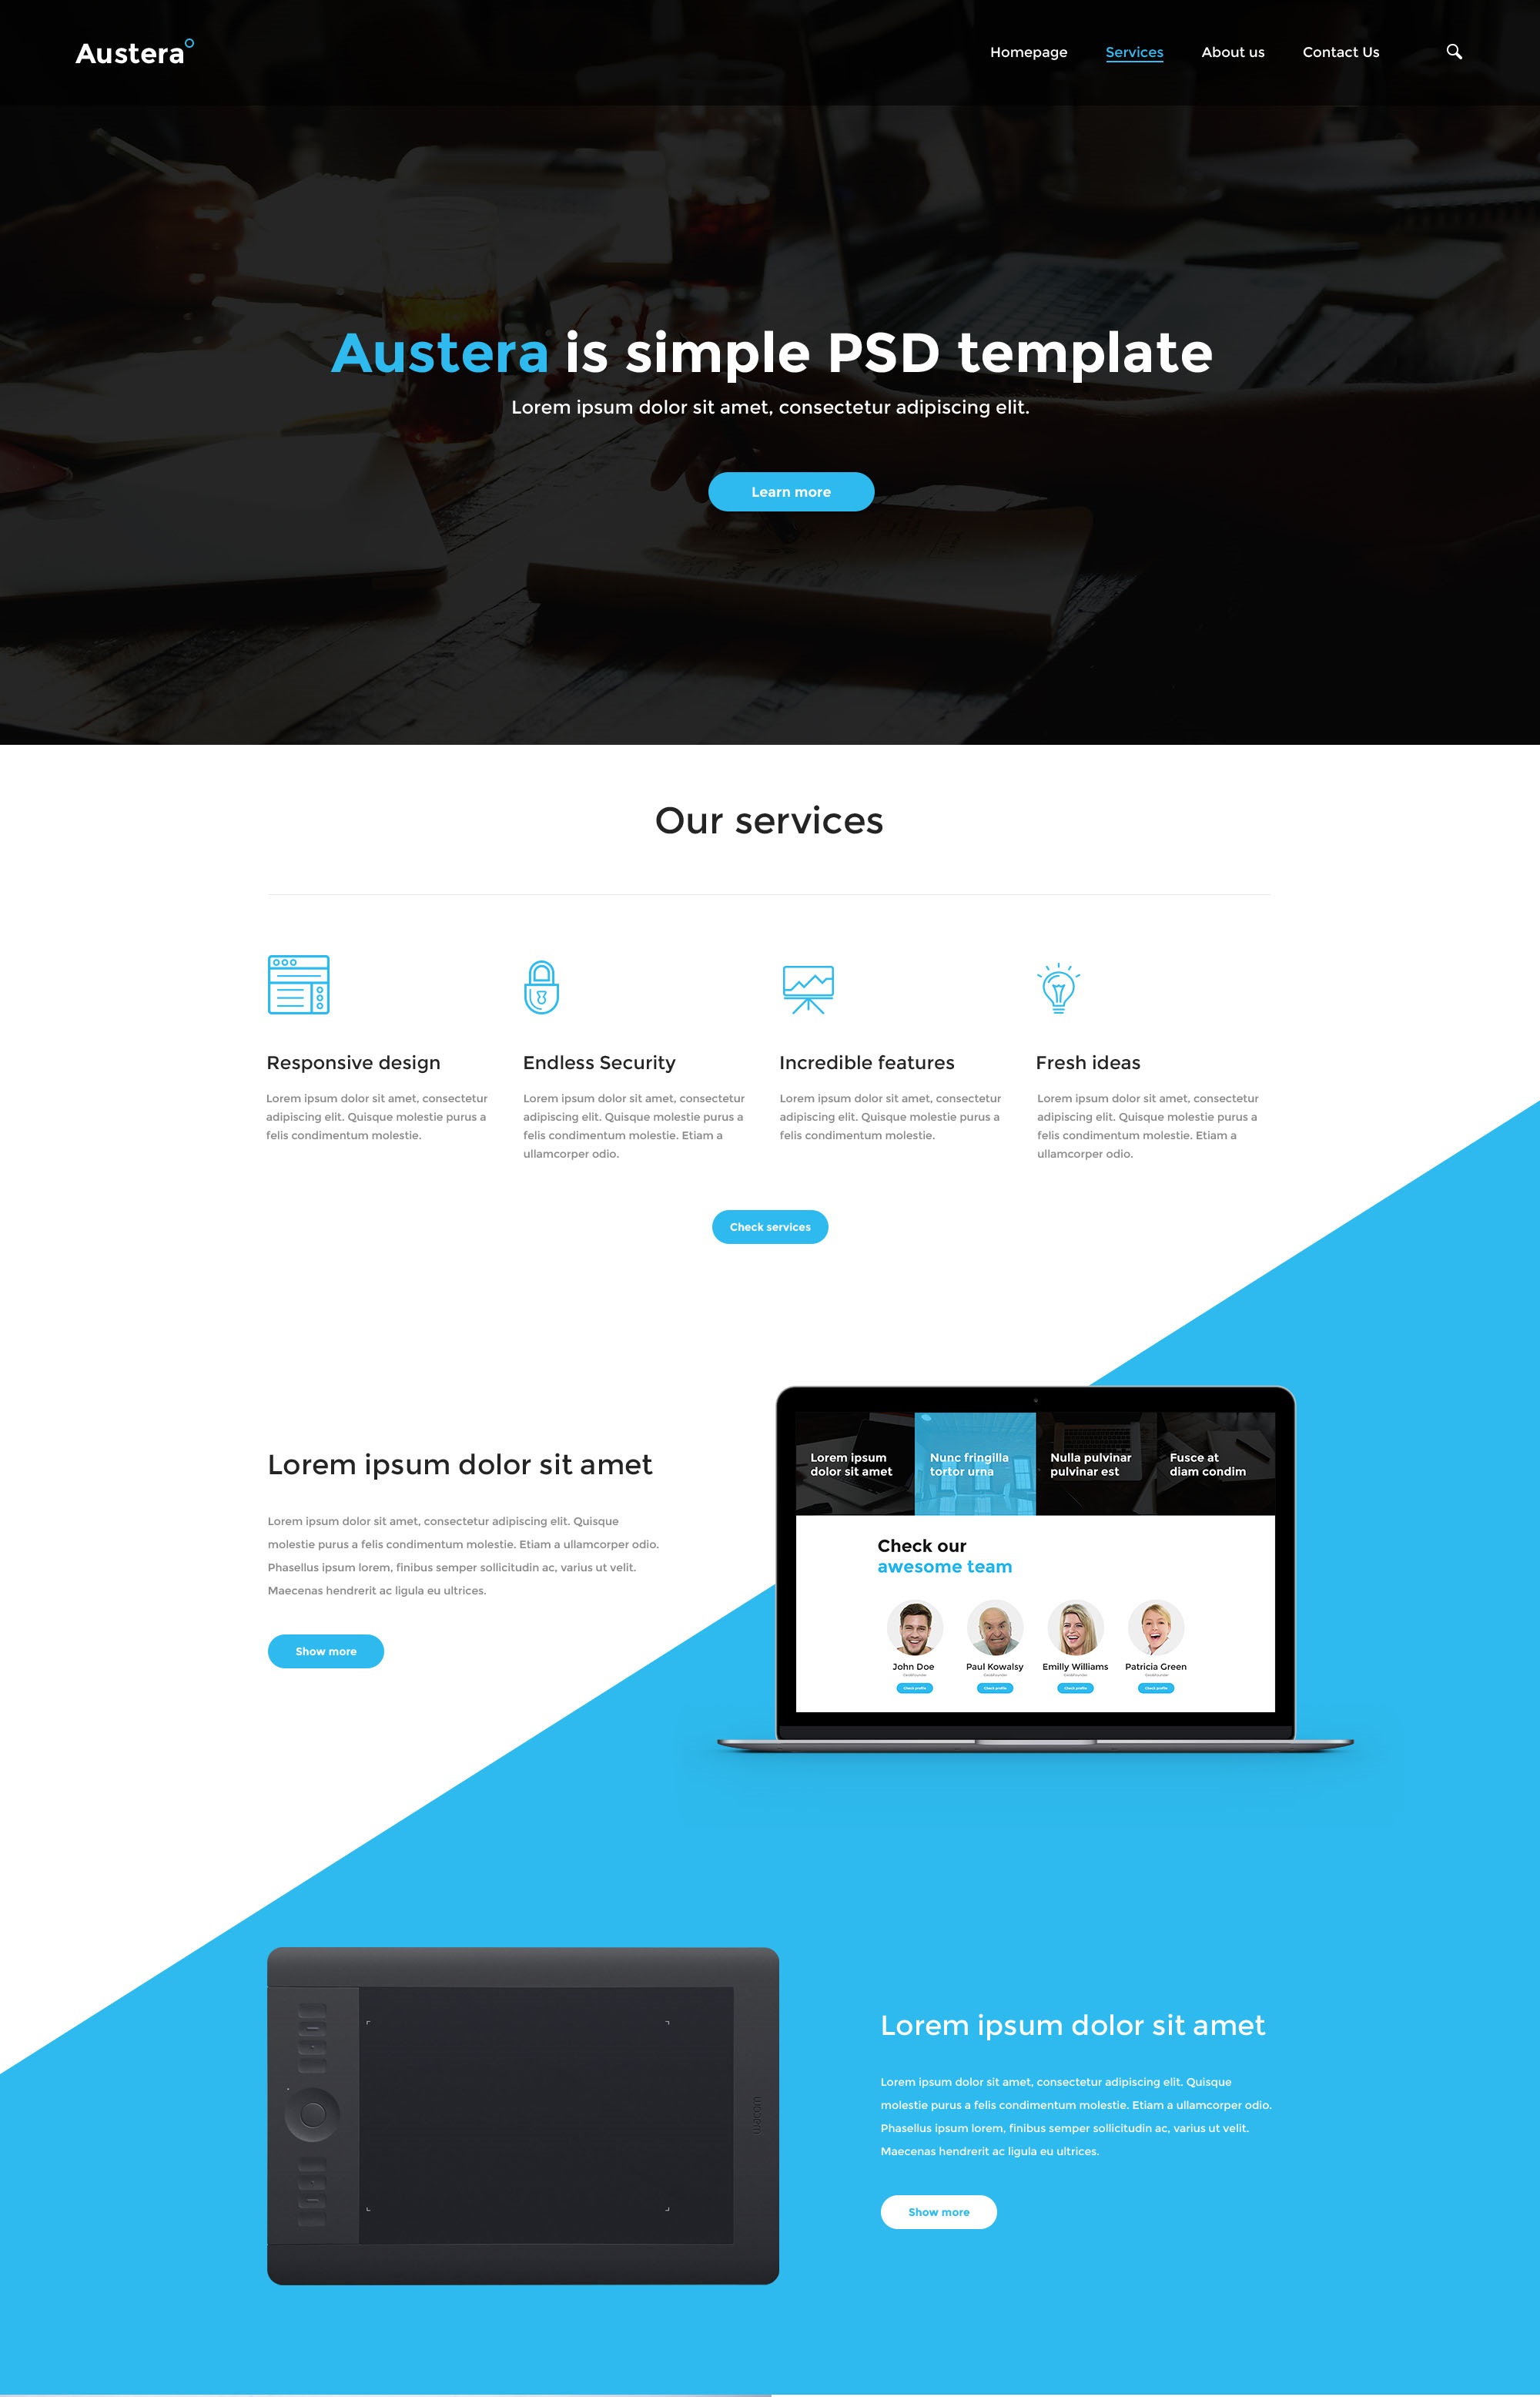 Austera
Homepage Services About us Contact Us
Austera is simple PSD template
Lorem ipsum dolor sit amet, consectetur adipiscing elit.
Learn more
Our services
Responsive design
Lorem ipsum dolor sit amet, consectetur
adipiscing elit. Quisque molestie purus a
felis condimentum molestie.
Endless Security
Lorem ipsum dolor sit amet, consectetur
adipiscing elit. Quisque molestie purus a
felis condimentum molestie. Etiam a
ullamcorper odio.
Incredible features
Lorem ipsum dolor sit amet, consectetur
adipiscing elit. Quisque molestie purus a
felis condimentum molestie.
Fresh ideas
Lorem ipsum dolor sit amet, consectetur
adipiscing elit. Quisque molestie purus a
felis condimentum molestie. Etiam a
ullamcorper odio.
Check services
Lorem ipsum dolor sit amet
Lorem ipsum dolor sit amet, consectetur adipiscing elit. Quisque
molestie purus a felis condimentum molestie. Etiam a ullamcorper odio.
Phasellus ipsum lorem, finibus semper sollicitudin ac, varius ut velit.
Maecenas hendrerit ac ligula eu ultrices.
Show more
Lorem ipsum
dolor sit amet
Nunc fringilla
tortor urna
Nulla pulvinar
pulvinar est
Fusce at
diam condim
Check our
awesome team
John Doe
Check profile
Paul Kowalsy
Check profile
Emilly Williams
Check profile
Patricia Green
Check profile
wacom
Lorem ipsum dolor sit amet
Lorem ipsum dolor sit amet, consectetur adipiscing elit. Quisque
molestie purus a felis condimentum molestie. Etiam a ullamcorper odio.
Phasellus ipsum lorem, finibus semper sollicitudin ac, varius ut velit.
Maecenas hendrerit ac ligula eu ultrices.
Show more